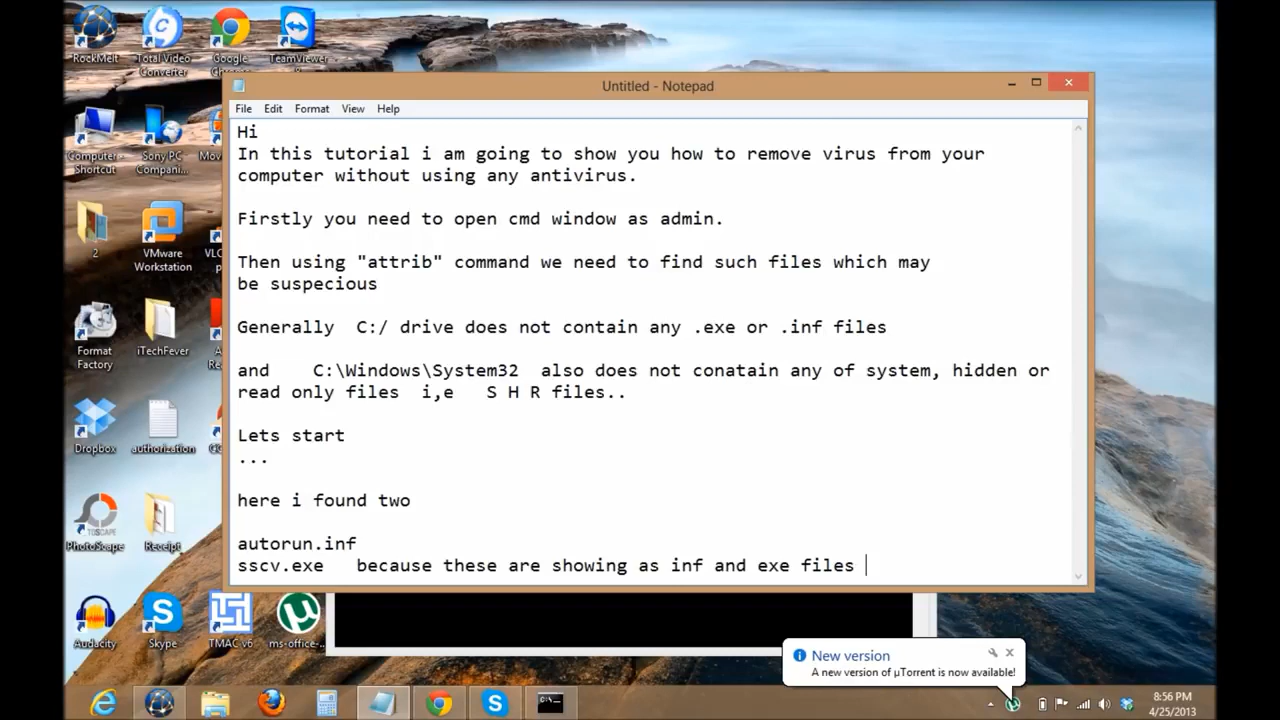 RockMelt
Total Video
Converter
Google
TeamViewer
Untitled - Notepad
File Edit Format View Help
Hi
In this tutorial i am going to show you how to remove virus from your
computer without using any antivirus.
Firstly you need to open cmd window as admin.
Then using "attrib" command we need to find such files which may
be suspecious
Generally C:/ drive does not contain any .exe or .inf files
and C:\Windows\System32 also does not conatain any of system, hidden or
read only files i,e S H R files..
Lets start
...
here i found two
autorun.inf
sscv.exe because these are showing as inf and exe files
Computer -
Shortcut
Sony PC
Compani...
2
VMware
Workstation
Format
Factory
iTechFever
Dropbox
authorization
PhotoScape
Receipt
Audacity
Skype
TMAC v6
ms-office-...
New version
A new version of µTorrent is now available!
8:56 PM
4/25/2013